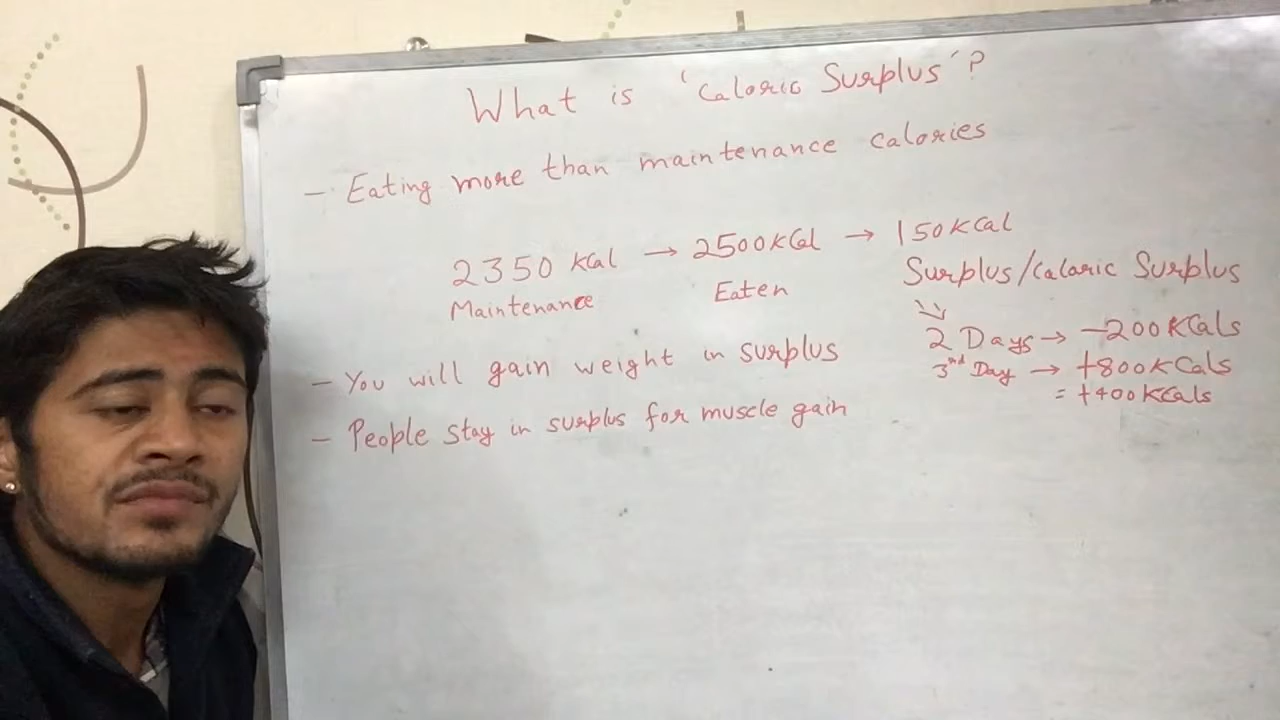 What is 'Caloric Surplus'?
- Eating more than maintenance calories
2350 KCal → 2500KCal → 150KCal
Maintenance Eaten Surplus/Caloric Surplus
2 Days → -200KCals
3rd Day → +800KCals
= +400KCals
- You will gain weight in surplus
- People stay in surplus for muscle gain